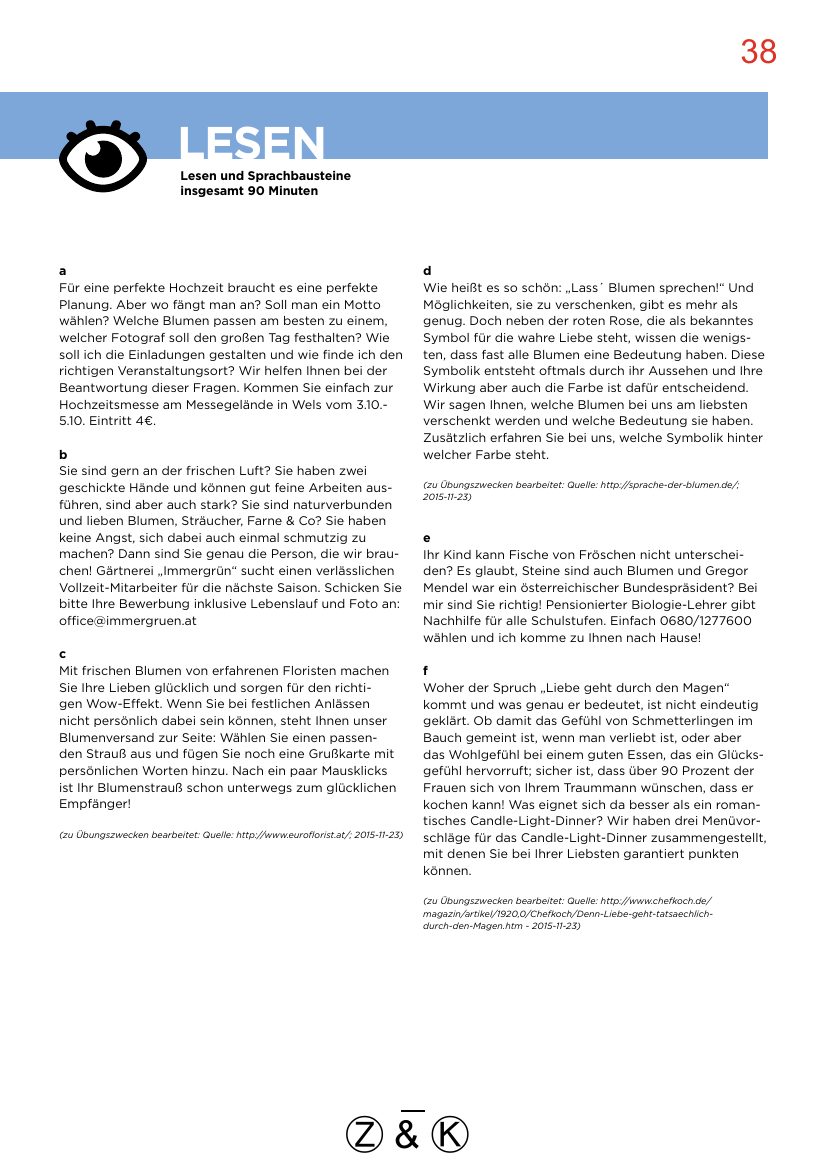 38
LESEN
Lesen und Sprachbausteine
insgesamt 90 Minuten
a
Für eine perfekte Hochzeit braucht es eine perfekte
Planung. Aber wo fängt man an? Soll man ein Motto
wählen? Welche Blumen passen am besten zu einem,
welcher Fotograf soll den großen Tag festhalten? Wie
soll ich die Einladungen gestalten und wie finde ich den
richtigen Veranstaltungsort? Wir helfen Ihnen bei der
Beantwortung dieser Fragen. Kommen Sie einfach zur
Hochzeitsmesse am Messegelände in Wels vom 3.10.-
5.10. Eintritt 4€.
b
Sie sind gern an der frischen Luft? Sie haben zwei
geschickte Hände und können gut feine Arbeiten aus-
führen, sind aber auch stark? Sie sind naturverbunden
und lieben Blumen, Sträucher, Farne & Co? Sie haben
keine Angst, sich dabei auch einmal schmutzig zu
machen? Dann sind Sie genau die Person, die wir brau-
chen! Gärtnerei „Immergrün“ sucht einen verlässlichen
Vollzeit-Mitarbeiter für die nächste Saison. Schicken Sie
bitte Ihre Bewerbung inklusive Lebenslauf und Foto an:
office@immergruen.at
c
Mit frischen Blumen von erfahrenen Floristen machen
Sie Ihre Lieben glücklich und sorgen für den richti-
gen Wow-Effekt. Wenn Sie bei festlichen Anlässen
nicht persönlich dabei sein können, steht Ihnen unser
Blumenversand zur Seite: Wählen Sie einen passen-
den Strauß aus und fügen Sie noch eine Grußkarte mit
persönlichen Worten hinzu. Nach ein paar Mausklicks
ist Ihr Blumenstrauß schon unterwegs zum glücklichen
Empfänger!
(zu Übungszwecken bearbeitet: Quelle: http://www.euroflorist.at/; 2015-11-23)
d
Wie heißt es so schön: „Lass´ Blumen sprechen!“ Und
Möglichkeiten, sie zu verschenken, gibt es mehr als
genug. Doch neben der roten Rose, die als bekanntes
Symbol für die wahre Liebe steht, wissen die wenigs-
ten, dass fast alle Blumen eine Bedeutung haben. Diese
Symbolik entsteht oftmals durch ihr Aussehen und Ihre
Wirkung aber auch die Farbe ist dafür entscheidend.
Wir sagen Ihnen, welche Blumen bei uns am liebsten
verschenkt werden und welche Bedeutung sie haben.
Zusätzlich erfahren Sie bei uns, welche Symbolik hinter
welcher Farbe steht.
(zu Übungszwecken bearbeitet: Quelle: http://sprache-der-blumen.de/;
2015-11-23)
e
Ihr Kind kann Fische von Fröschen nicht unterschei-
den? Es glaubt, Steine sind auch Blumen und Gregor
Mendel war ein österreichischer Bundespräsident? Bei
mir sind Sie richtig! Pensionierter Biologie-Lehrer gibt
Nachhilfe für alle Schulstufen. Einfach 0680/1277600
wählen und ich komme zu Ihnen nach Hause!
f
Woher der Spruch „Liebe geht durch den Magen“
kommt und was genau er bedeutet, ist nicht eindeutig
geklärt. Ob damit das Gefühl von Schmetterlingen im
Bauch gemeint ist, wenn man verliebt ist, oder aber
das Wohlgefühl bei einem guten Essen, das ein Glücks-
gefühl hervorruft; sicher ist, dass über 90 Prozent der
Frauen sich von Ihrem Traummann wünschen, dass er
kochen kann! Was eignet sich da besser als ein roman-
tisches Candle-Light-Dinner? Wir haben drei Menüvor-
schläge für das Candle-Light-Dinner zusammengestellt,
mit denen Sie bei Ihrer Liebsten garantiert punkten
können.
(zu Übungszwecken bearbeitet: Quelle: http://www.chefkoch.de/
magazin/artikel/1920,0/Chefkoch/Denn-Liebe-geht-tatsaechlich-
durch-den-Magen.htm - 2015-11-23)
Z & K